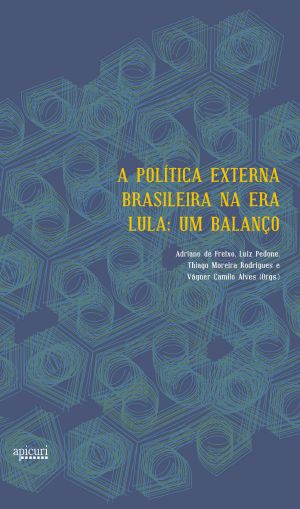 A POLÍTICA EXTERNA
BRASILEIRA NA ERA
LULA: UM BALANÇO
Adriano de Freixo, Luiz Pedone,
Thiago Moreira Rodrigues e
Vágner Camilo Alves (Orgs.)
apicuri